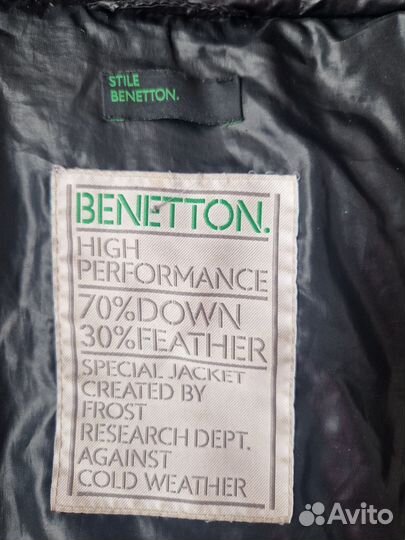 STILE
BENETTON.
BENETTON.
HIGH
PERFORMANCE
70%DOWN
30%FEATHER
SPECIAL JACKET
CREATED BY
FROST
RESEARCH DEPT.
AGAINST
COLD WEATHER
Avito